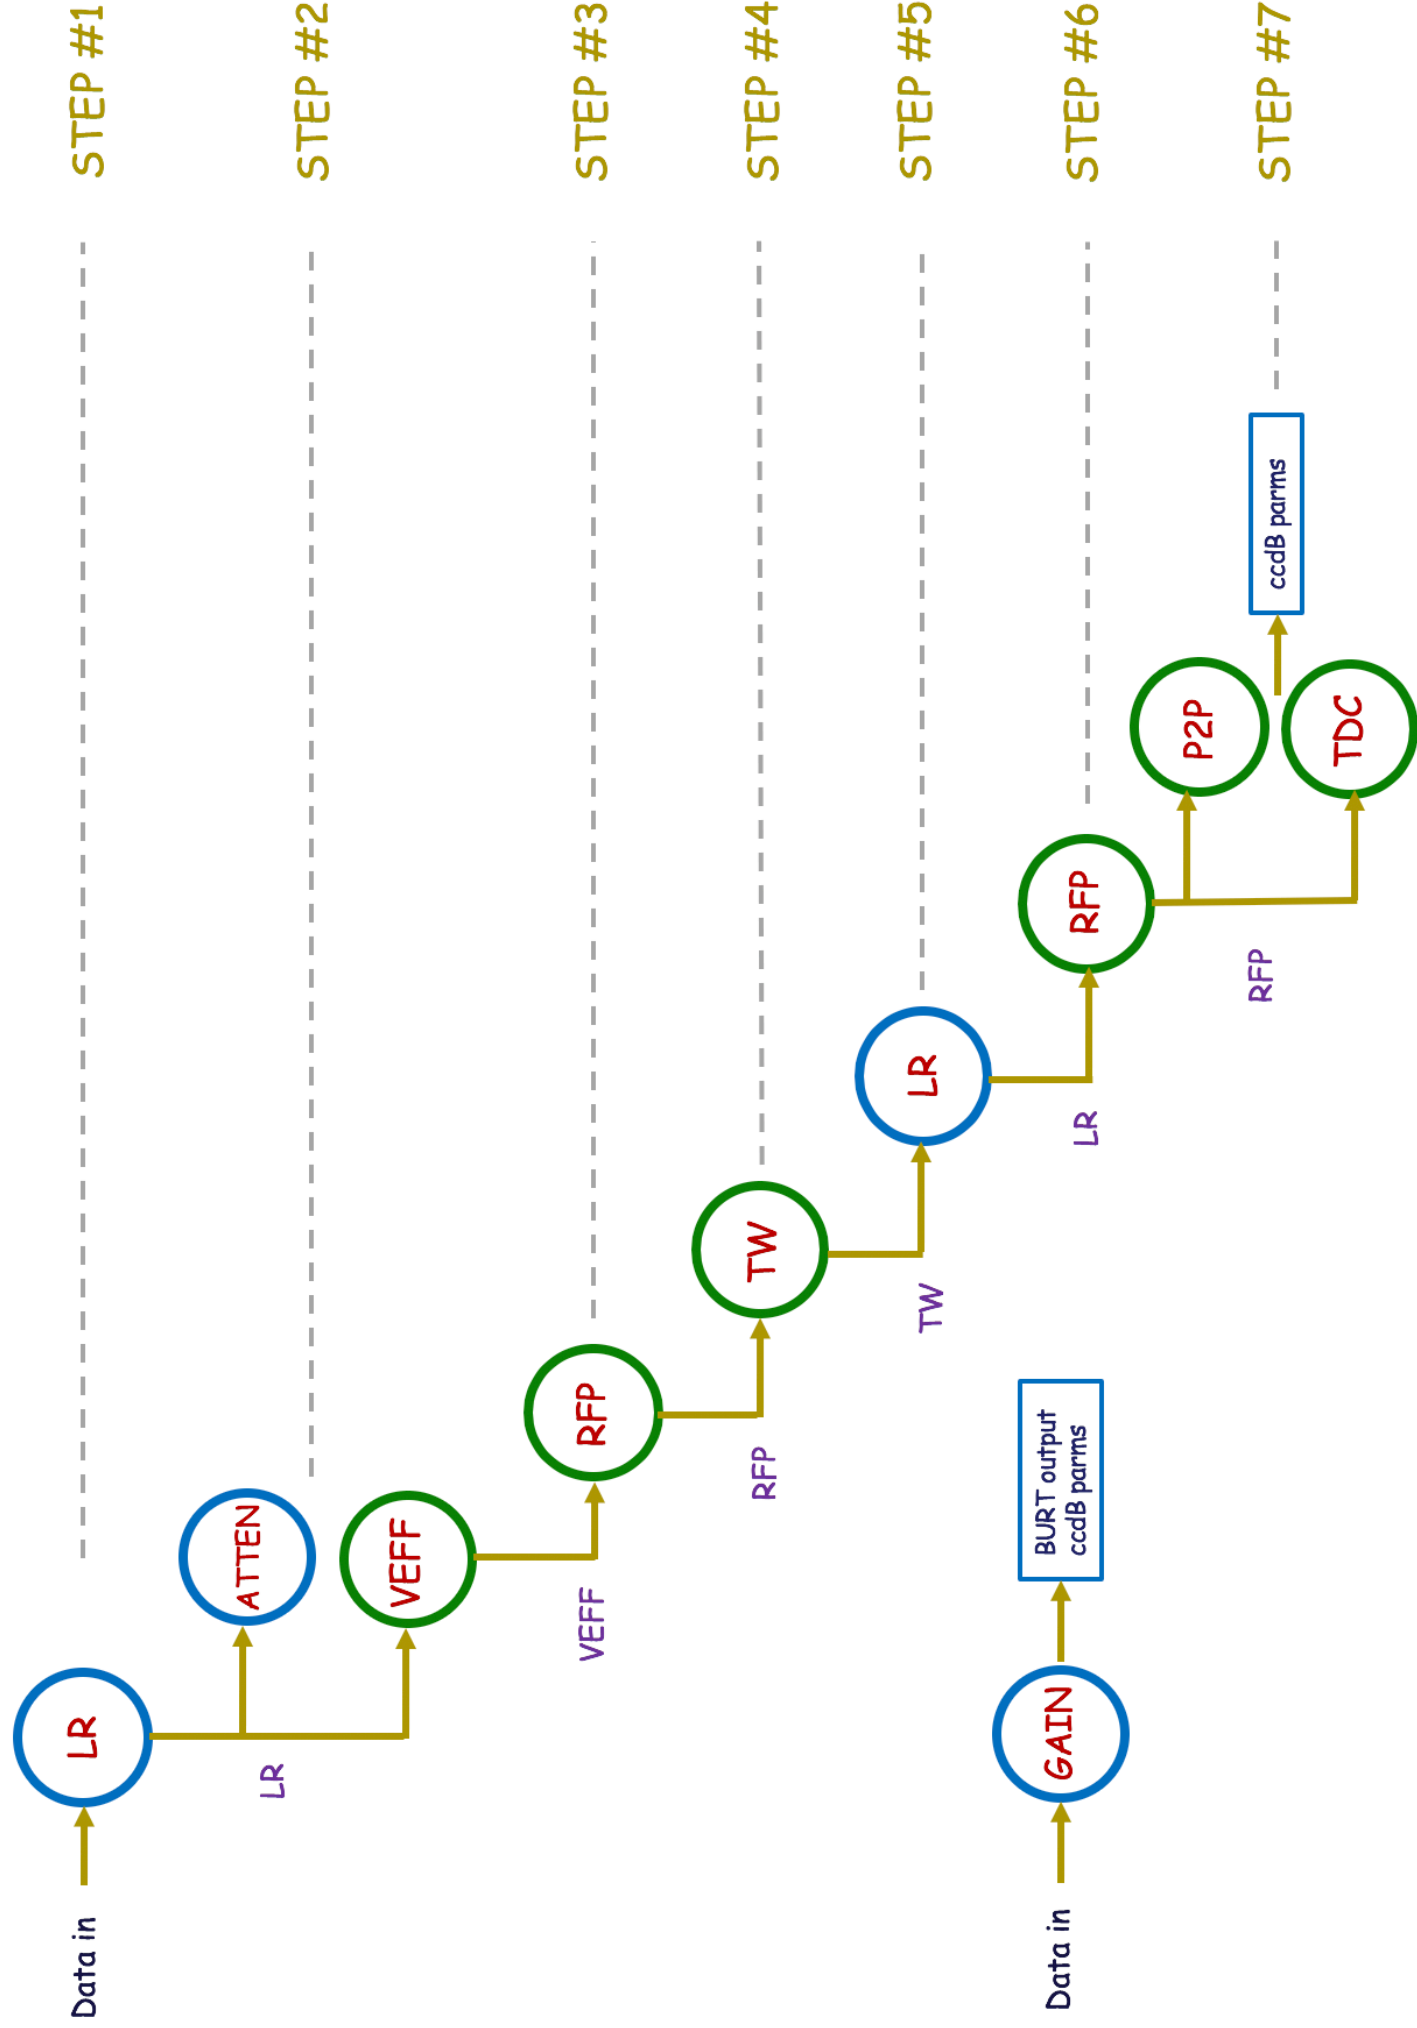 Data in
LR
STEP #1
LR
ATTEN
VEFF
STEP #2
VEFF
RFP
STEP #3
RFP
TW
STEP #4
TW
LR
STEP #5
LR
RFP
STEP #6
RFP
P2P
TDC
ccdB parms
STEP #7
Data in
GAIN
BURT output
ccdB parms